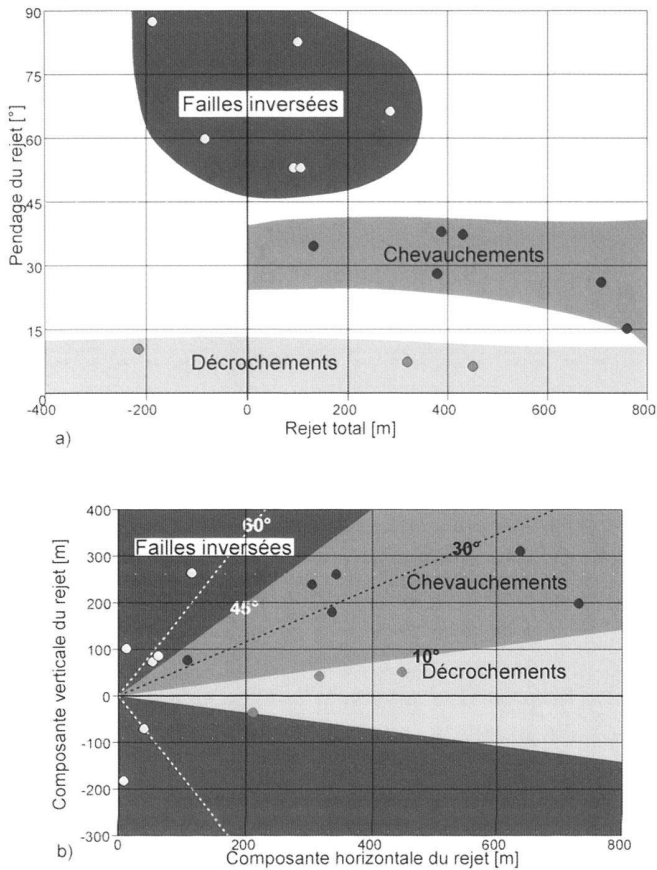 90
75
60
45
30
15
0
Pendage du rejet [°]
Failles inversées
Chevauchements
Décrochements
-400
-200
0
200
400
600
800
Rejet total [m]
a)
400
300
200
100
0
-100
-200
-300
Composante verticale du rejet [m]
60°
Failles inversées
30°
Chevauchements
45°
10°
Décrochements
0
200
400
600
800
Composante horizontale du rejet [m]
b)